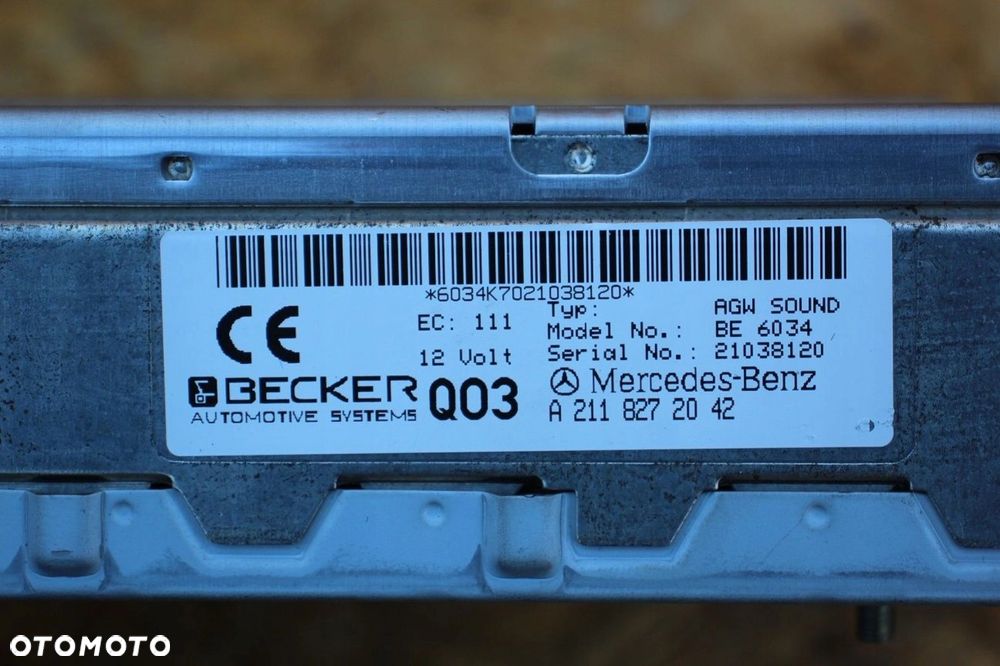 *6034K7021038120*
EC: 111
12 Volt
Typ: AGW SOUND
Model No.: BE 6034
Serial No.: 21038120
CE
BECKER
AUTOMOTIVE SYSTEMS
Q03
Mercedes-Benz
A 211 827 20 42
OTOMOTO